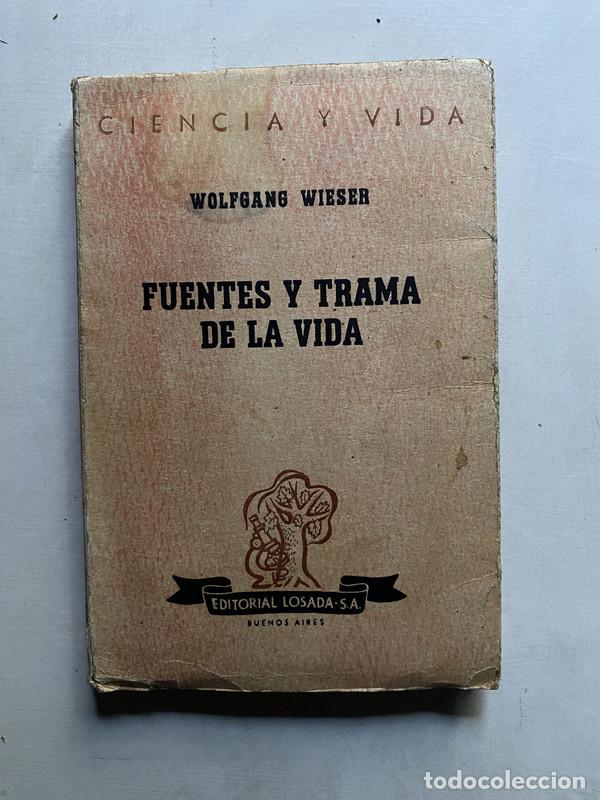 CIENCIA Y VIDA
WOLFGANG WIESER
FUENTES Y TRAMA
DE LA VIDA
EDITORIAL LOSADA-S.A.
BUENOS AIRES
todocoleccion